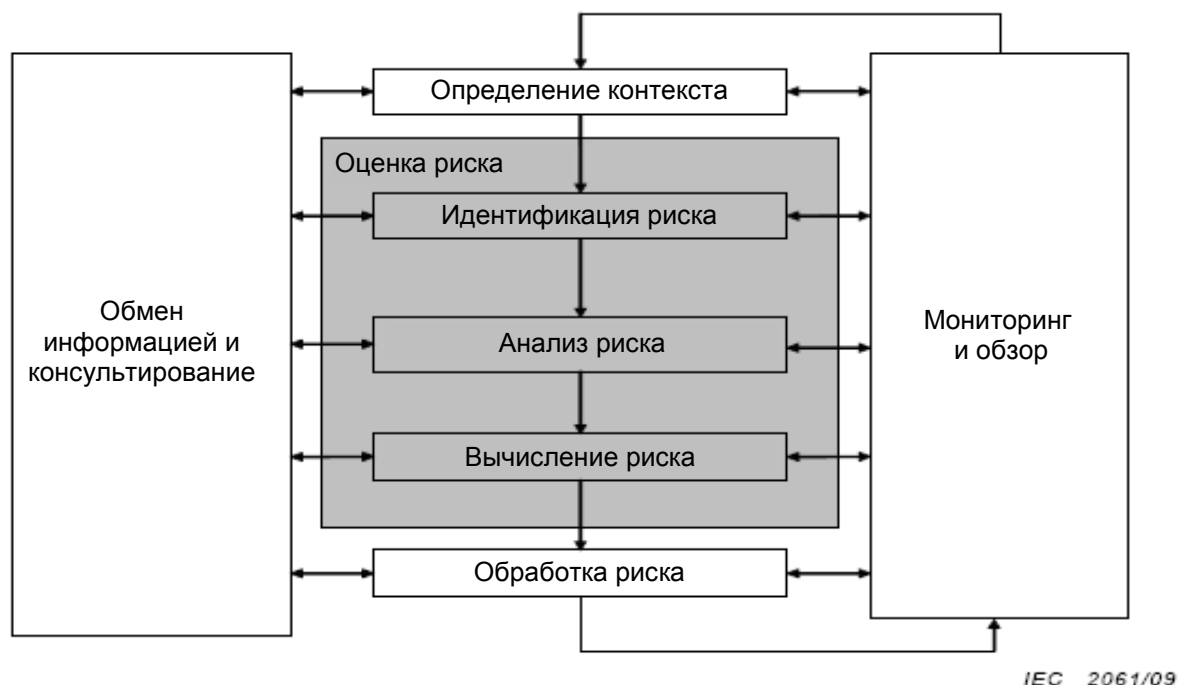 Определение контекста
Оценка риска
Идентификация риска
Обмен
информацией и
консультирование
Анализ риска
Мониторинг
и обзор
Вычисление риска
Обработка риска
IEC 2061/09